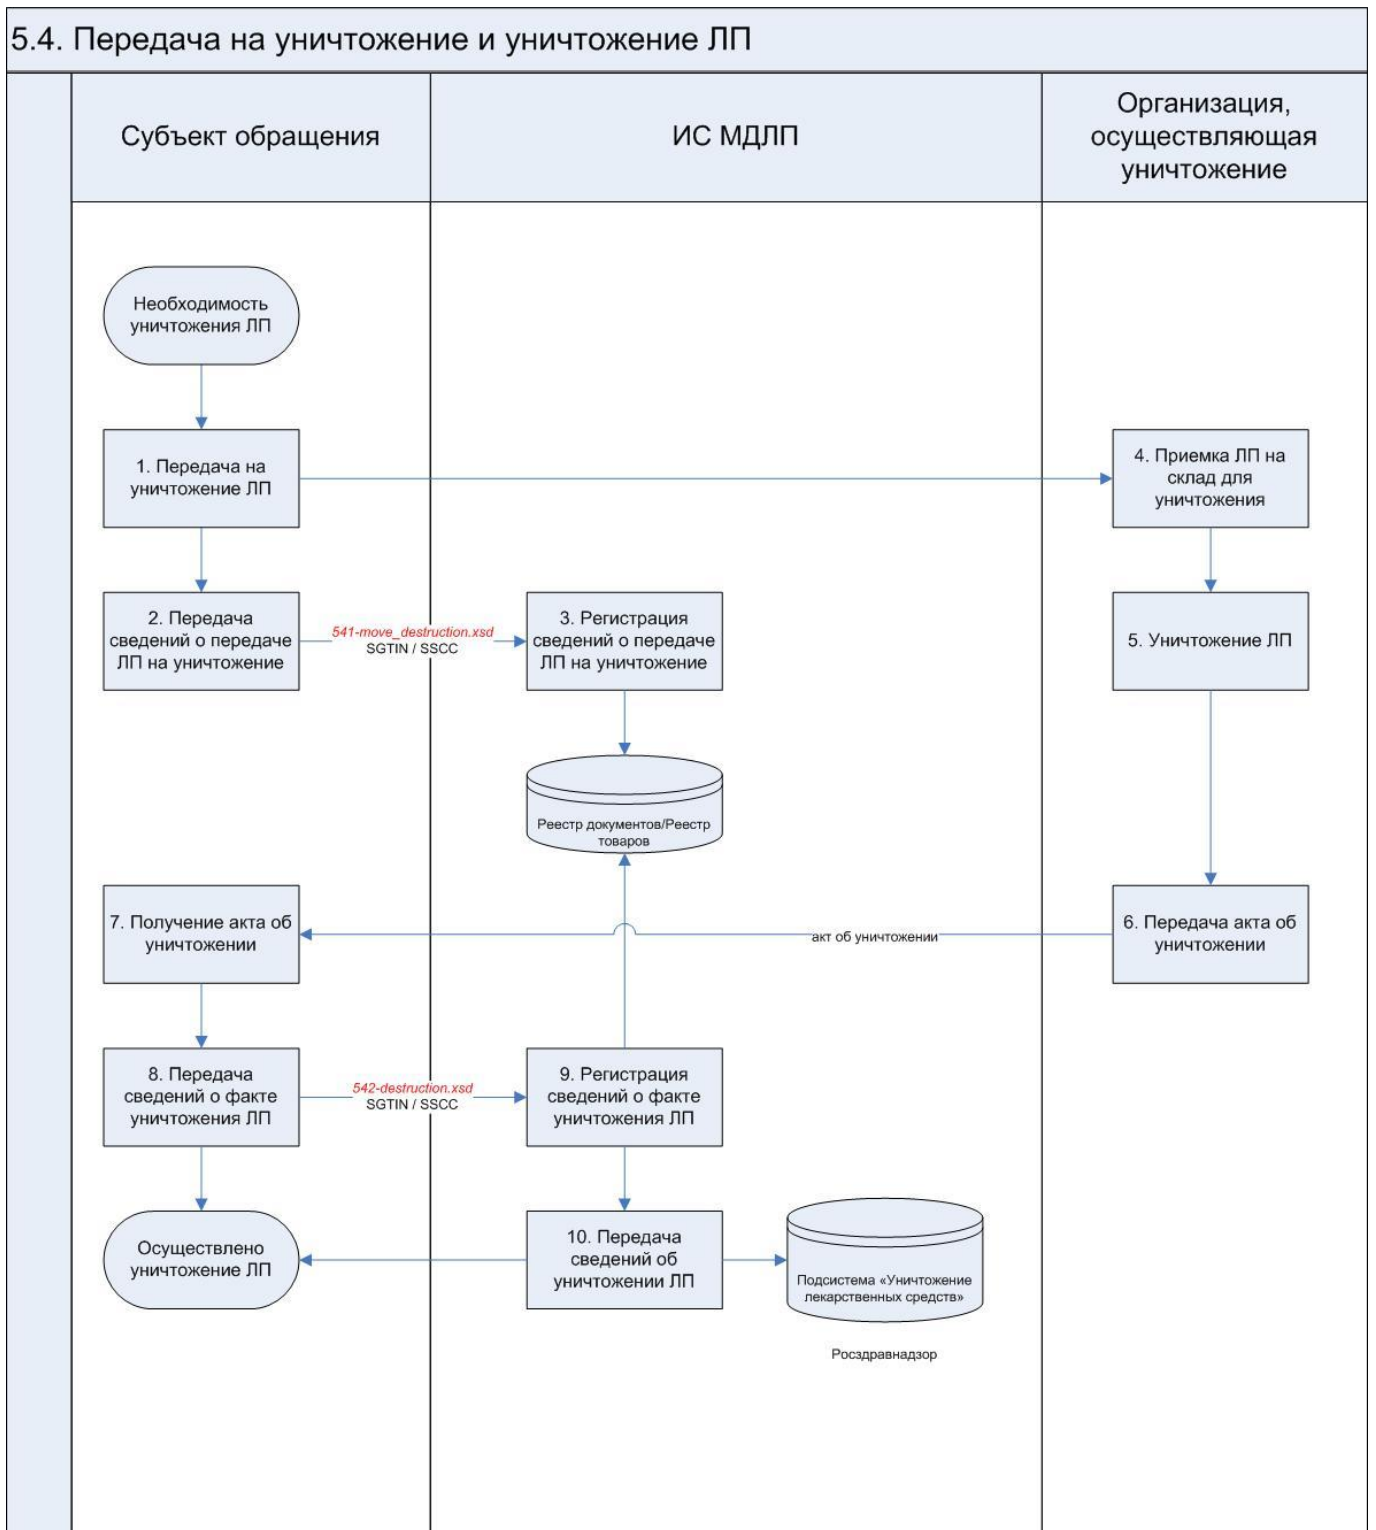 5.4. Передача на уничтожение и уничтожение ЛП
Субъект обращения
ИС МДЛП
Организация,
осуществляющая
уничтожение
Необходимость
уничтожения ЛП
1. Передача на
уничтожение ЛП
4. Приемка ЛП на
склад для
уничтожения
2. Передача
сведений о передаче
ЛП на уничтожение
541-move_destruction.xsd
SGTIN / SSCC
3. Регистрация
сведений о передаче
ЛП на уничтожение
5. Уничтожение ЛП
Реестр документов/Реестр
товаров
7. Получение акта об
уничтожении
акт об уничтожении
6. Передача акта об
уничтожении
8. Передача
сведений о факте
уничтожения ЛП
542-destruction.xsd
SGTIN / SSCC
9. Регистрация
сведений о факте
уничтожения ЛП
Осуществлено
уничтожение ЛП
10. Передача
сведений об
уничтожении ЛП
Подсистема «Уничтожение
лекарственных средств»
Росздравнадзор